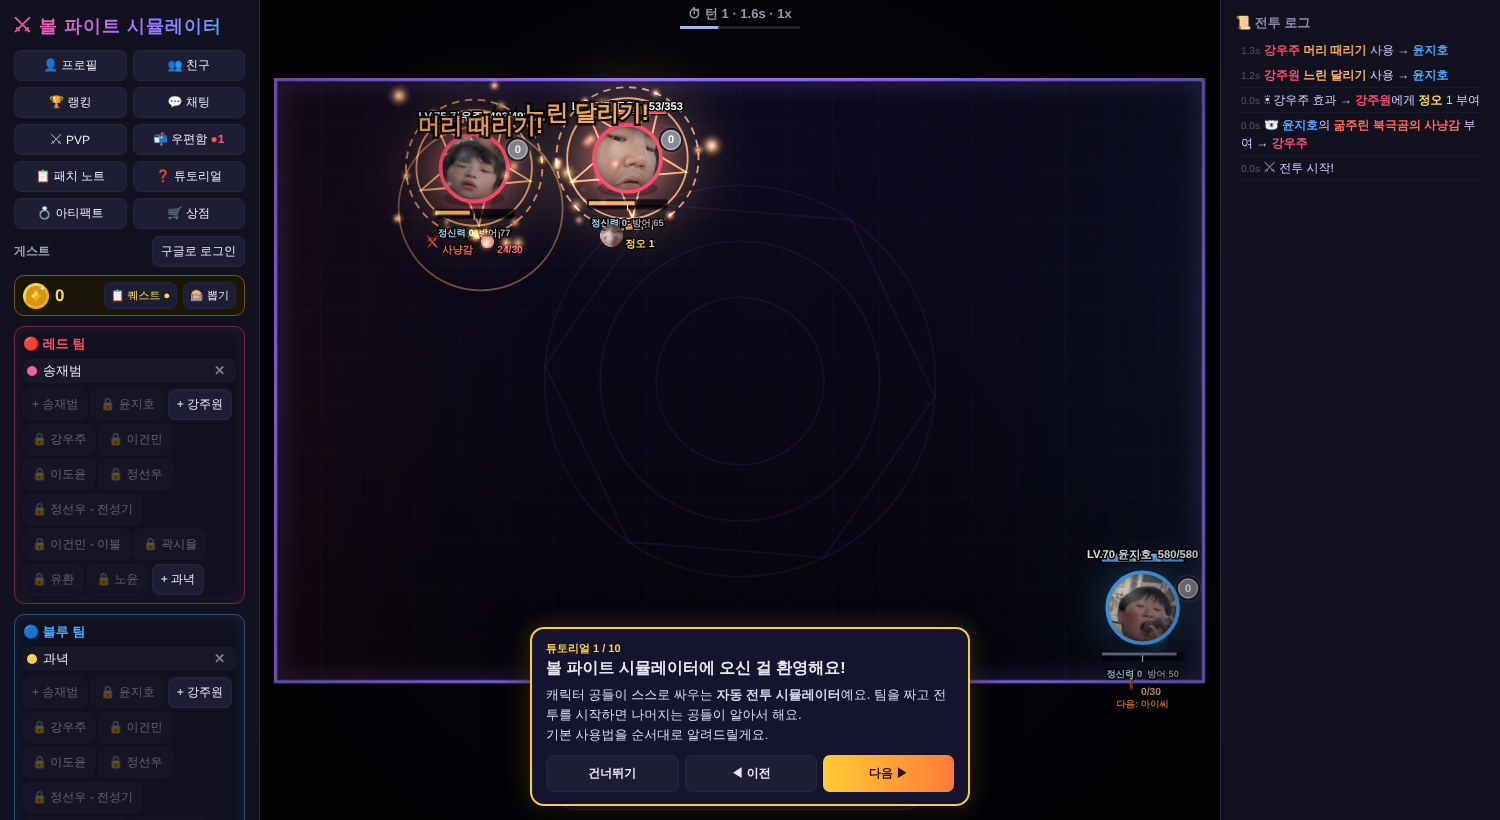 ⚔ 볼 파이트 시뮬레이터
👤 프로필
👥 친구
🏆 랭킹
💬 채팅
⚔ PVP
📬 우편함 ●1
📋 패치 노트
❓ 튜토리얼
💍 아티팩트
🛒 상점
게스트
구글로 로그인
0
📋 퀘스트 ●
🎰 뽑기
🔴 레드 팀
송재범 ✕
+ 송재범
🔒 윤지호
+ 강주원
🔒 강우주
🔒 이건민
🔒 이도윤
🔒 정선우
🔒 정선우 - 전성기
🔒 이건민 - 이불
🔒 곽시율
🔒 유환
🔒 노윤
+ 과녁
🔵 블루 팀
과녁 ✕
+ 송재범
🔒 윤지호
+ 강주원
🔒 강우주
🔒 이건민
🔒 이도윤
🔒 정선우
🔒 정선우 - 전성기
⏱ 턴 1 · 1.6s · 1x
머리 때리기!
느린 달리기!
53/353
0
0
정신력 0 방어 77
사냥감
24/30
정신력 0 방어 65
정오 1
LV.70 윤지호 580/580
0
정신력 0 방어 50
0/30
다음: 아이씨
튜토리얼 1 / 10
볼 파이트 시뮬레이터에 오신 걸 환영해요!
캐릭터 공들이 스스로 싸우는 자동 전투 시뮬레이터예요. 팀을 짜고 전
투를 시작하면 나머지는 공들이 알아서 해요.
기본 사용법을 순서대로 알려드릴게요.
건너뛰기
◀ 이전
다음 ▶
📜 전투 로그
1.3s 강우주 머리 때리기 사용 → 윤지호
1.2s 강주원 느린 달리기 사용 → 윤지호
0.0s 강우주 효과 → 강주원에게 정오 1 부여
0.0s 🐻‍❄️ 윤지호의 굶주린 북극곰의 사냥감 부
여 → 강우주
0.0s ⚔ 전투 시작!